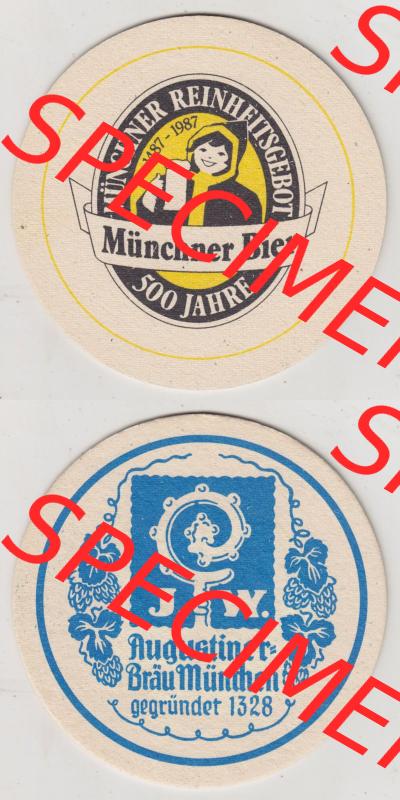 MÜNCHNER REINHEITSGEBOT
1487-1987
Münchner Bier
500 JAHRE
SPECIMEN
J. W.
Augustiner-
Bräu München
gegründet 1328
SPECIMEN